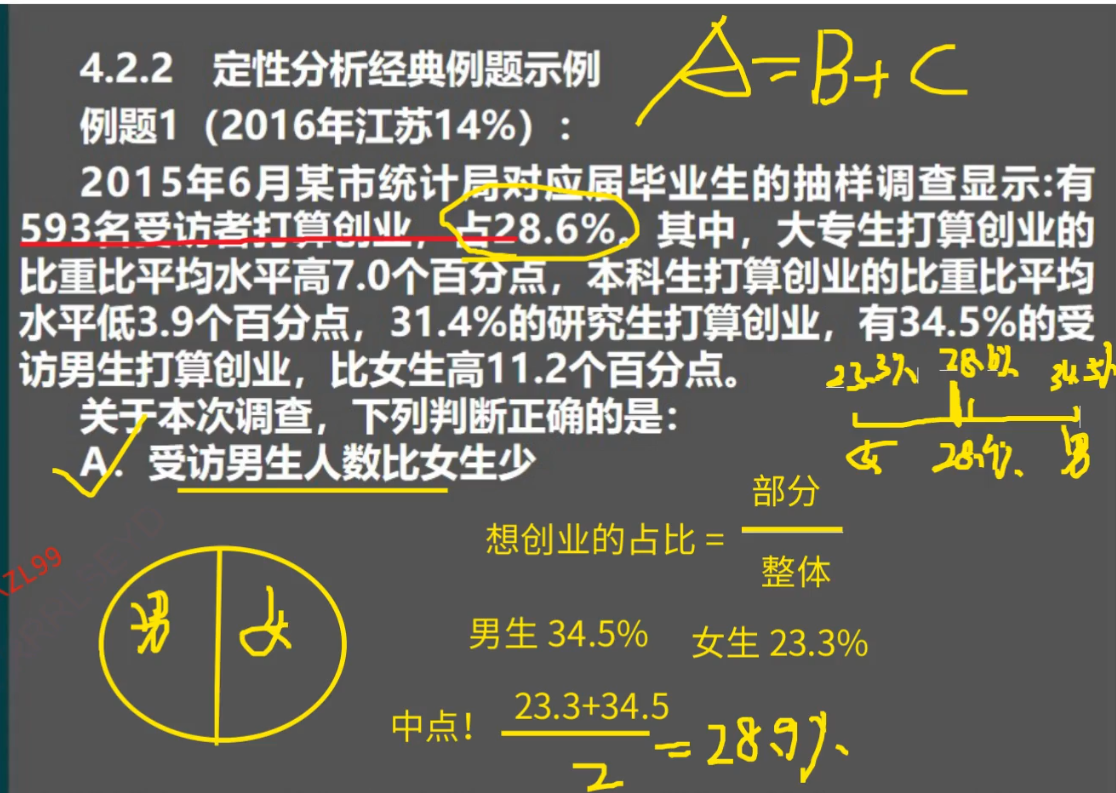 4.2.2 定性分析经典例题示例
A=B+C
例题1（2016年江苏14%）:
2015年6月某市统计局对应届毕业生的抽样调查显示:有
593名受访者打算创业，占28.6%。其中，大专生打算创业的
比重比平均水平高7.0个百分点，本科生打算创业的比重比平均
水平低3.9个百分点，31.4%的研究生打算创业，有34.5%的受
访男生打算创业，比女生高11.2个百分点。
23.3% 28.6% 34.5%
女 28.9% 男
关于本次调查，下列判断正确的是：
A. 受访男生人数比女生少
想创业的占比 = 部分
整体
ZL99
男 女
男生 34.5% 女生 23.3%
中点! 23.3+34.5
2
=28.9%